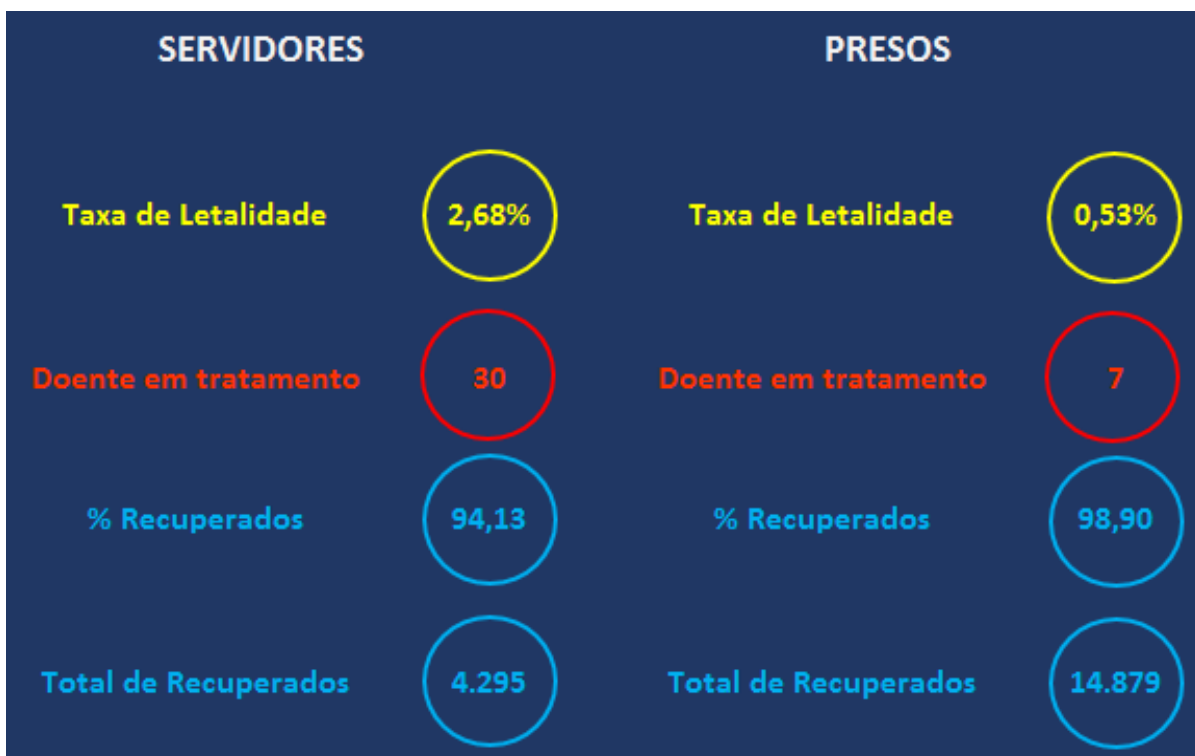 SERVIDORES
PRESOS
Taxa de Letalidade 2,68%
Taxa de Letalidade 0,53%
Doente em tratamento 30
Doente em tratamento 7
% Recuperados 94,13
% Recuperados 98,90
Total de Recuperados 4.295
Total de Recuperados 14.879